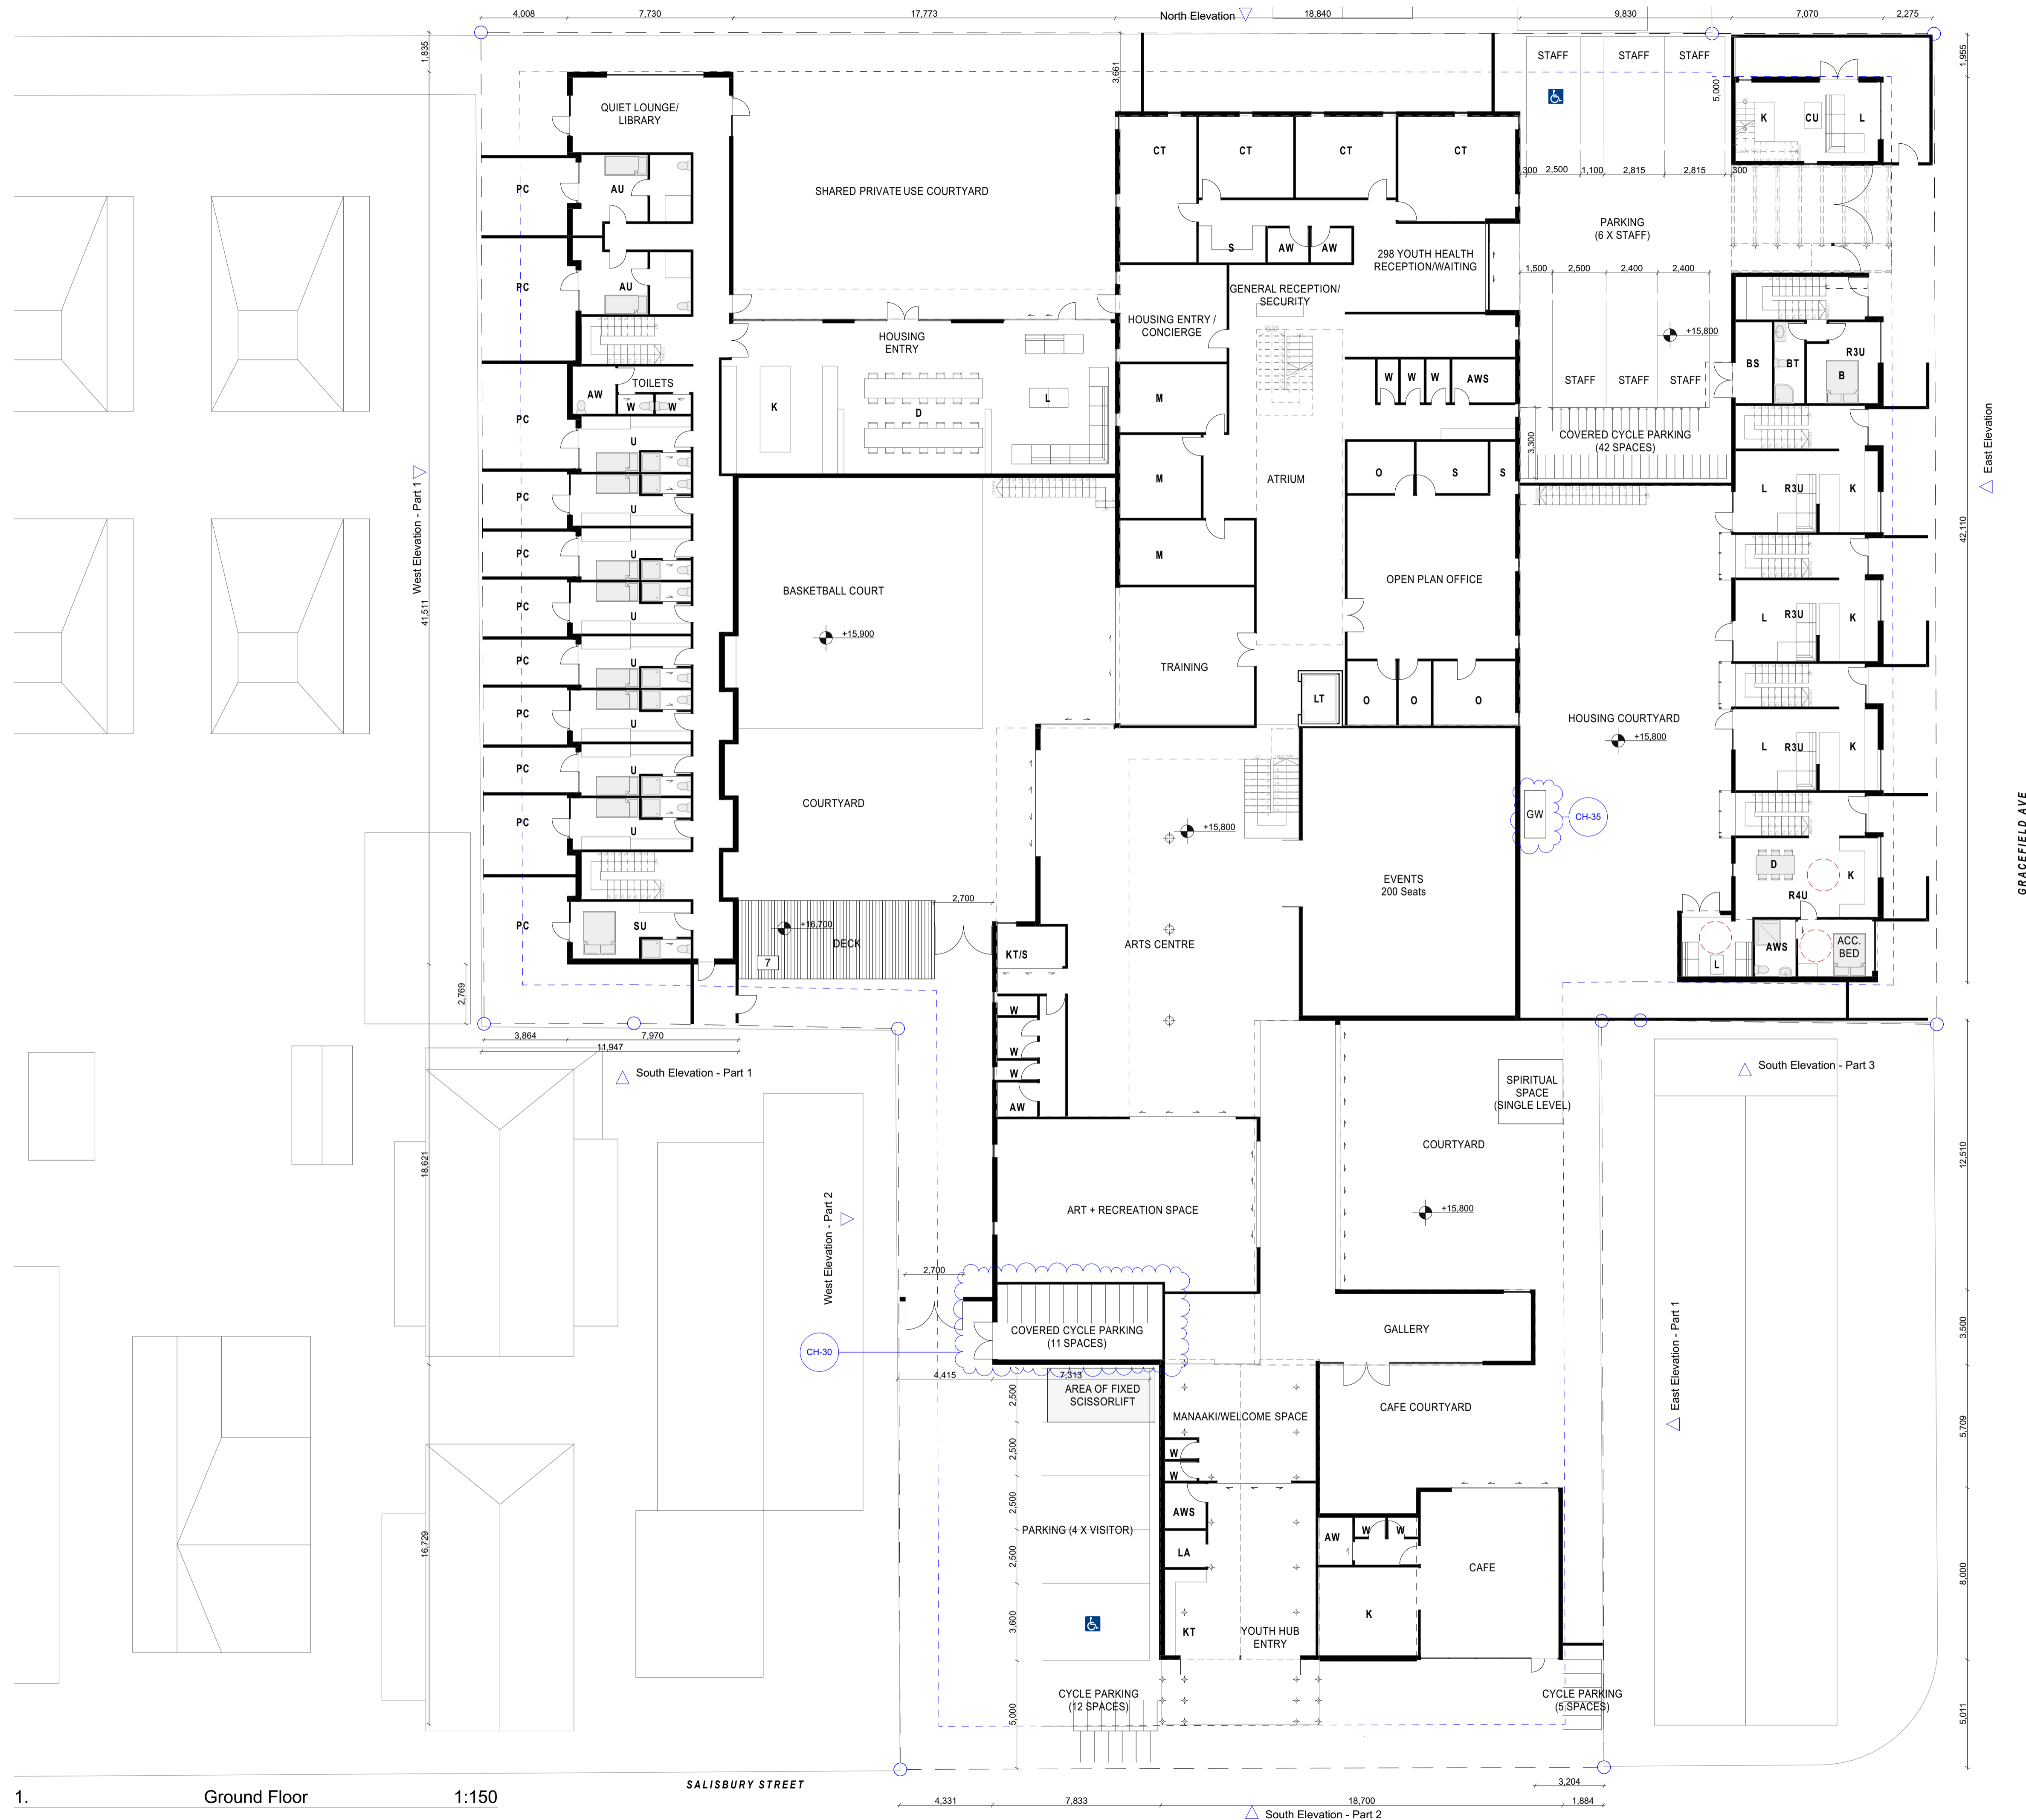 4,008
7,730
17,773
North Elevation
18,840
9,830
7,070
2,275
1,835
3,661
STAFF
STAFF
STAFF
5,000
1,955
QUIET LOUNGE/
LIBRARY
K
CU
L
CT
CT
CT
CT
300
2,500
1,100
2,815
2,815
300
PC
AU
SHARED PRIVATE USE COURTYARD
PARKING
(6 X STAFF)
S
AW
AW
298 YOUTH HEALTH
RECEPTION/WAITING
PC
AU
GENERAL RECEPTION/
SECURITY
1,500
2,500
2,400
2,400
HOUSING ENTRY /
CONCIERGE
HOUSING
ENTRY
+15,800
R3U
BS
BT
B
AW
TOILETS
W
W
K
D
L
M
W
W
W
AWS
STAFF
STAFF
STAFF
PC
U
3,300
COVERED CYCLE PARKING
(42 SPACES)
East Elevation
West Elevation - Part 1
M
ATRIUM
O
S
S
L
R3U
K
PC
U
42,110
PC
U
M
OPEN PLAN OFFICE
BASKETBALL COURT
41,511
PC
U
L
R3U
K
+15,900
PC
U
TRAINING
LT
O
O
O
PC
U
HOUSING COURTYARD
+15,800
L
R3U
K
PC
U
COURTYARD
GW
CH-35
GRACEFIELD AVE
PC
U
+15,800
D
K
R4U
EVENTS
200 Seats
2,700
PC
SU
+16,700
DECK
7
KT/S
ARTS CENTRE
L
AWS
ACC.
BED
2,769
W
3,864
7,970
11,947
W
W
AW
South Elevation - Part 1
SPIRITUAL
SPACE
(SINGLE LEVEL)
South Elevation - Part 3
COURTYARD
12,510
18,621
West Elevation - Part 2
ART + RECREATION SPACE
+15,800
2,700
COVERED CYCLE PARKING
(11 SPACES)
CH-30
GALLERY
3,500
East Elevation - Part 1
4,415
7,313
2,500
AREA OF FIXED
SCISSORLIFT
MANAAKI/WELCOME SPACE
CAFE COURTYARD
5,709
2,500
W
W
2,500
AWS
PARKING (4 X VISITOR)
AW
W
W
16,729
2,500
LA
CAFE
8,000
3,600
K
KT
YOUTH HUB
ENTRY
CYCLE PARKING
(12 SPACES)
CYCLE PARKING
(5 SPACES)
5,000
5,011
SALISBURY STREET
3,204
1.
Ground Floor
1:150
4,331
7,833
18,700
1,884
South Elevation - Part 2